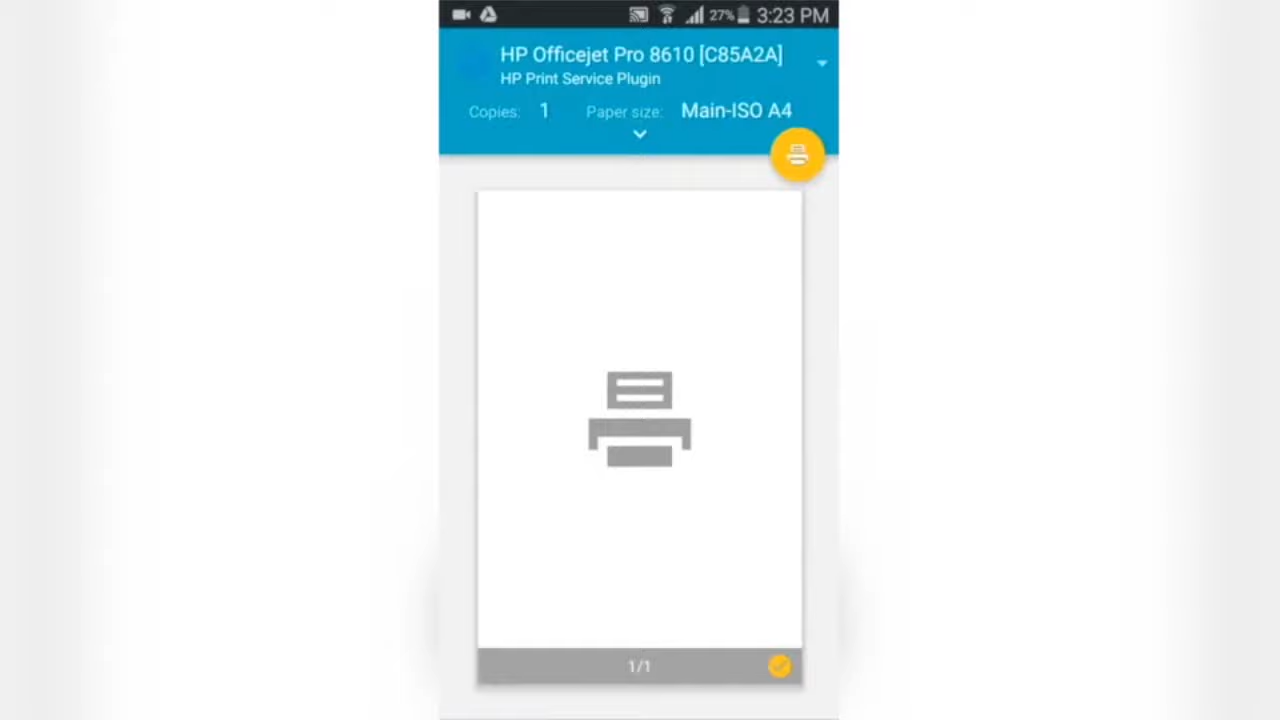 27% 3:23 PM
HP Officejet Pro 8610 [C85A2A]
HP Print Service Plugin
Copies: 1 Paper size: Main-ISO A4
1/1